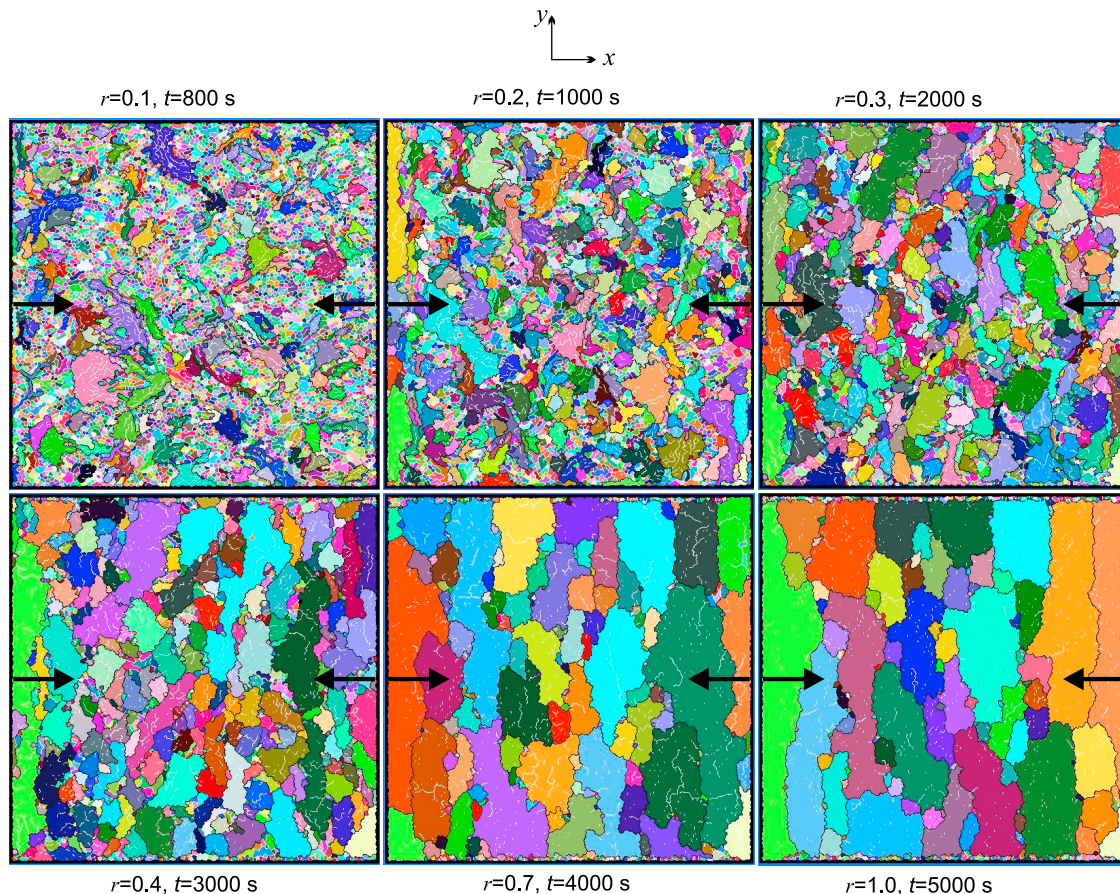 y
x
r=0.1, t=800 s
r=0.2, t=1000 s
r=0.3, t=2000 s
r=0.4, t=3000 s
r=0.7, t=4000 s
r=1.0, t=5000 s